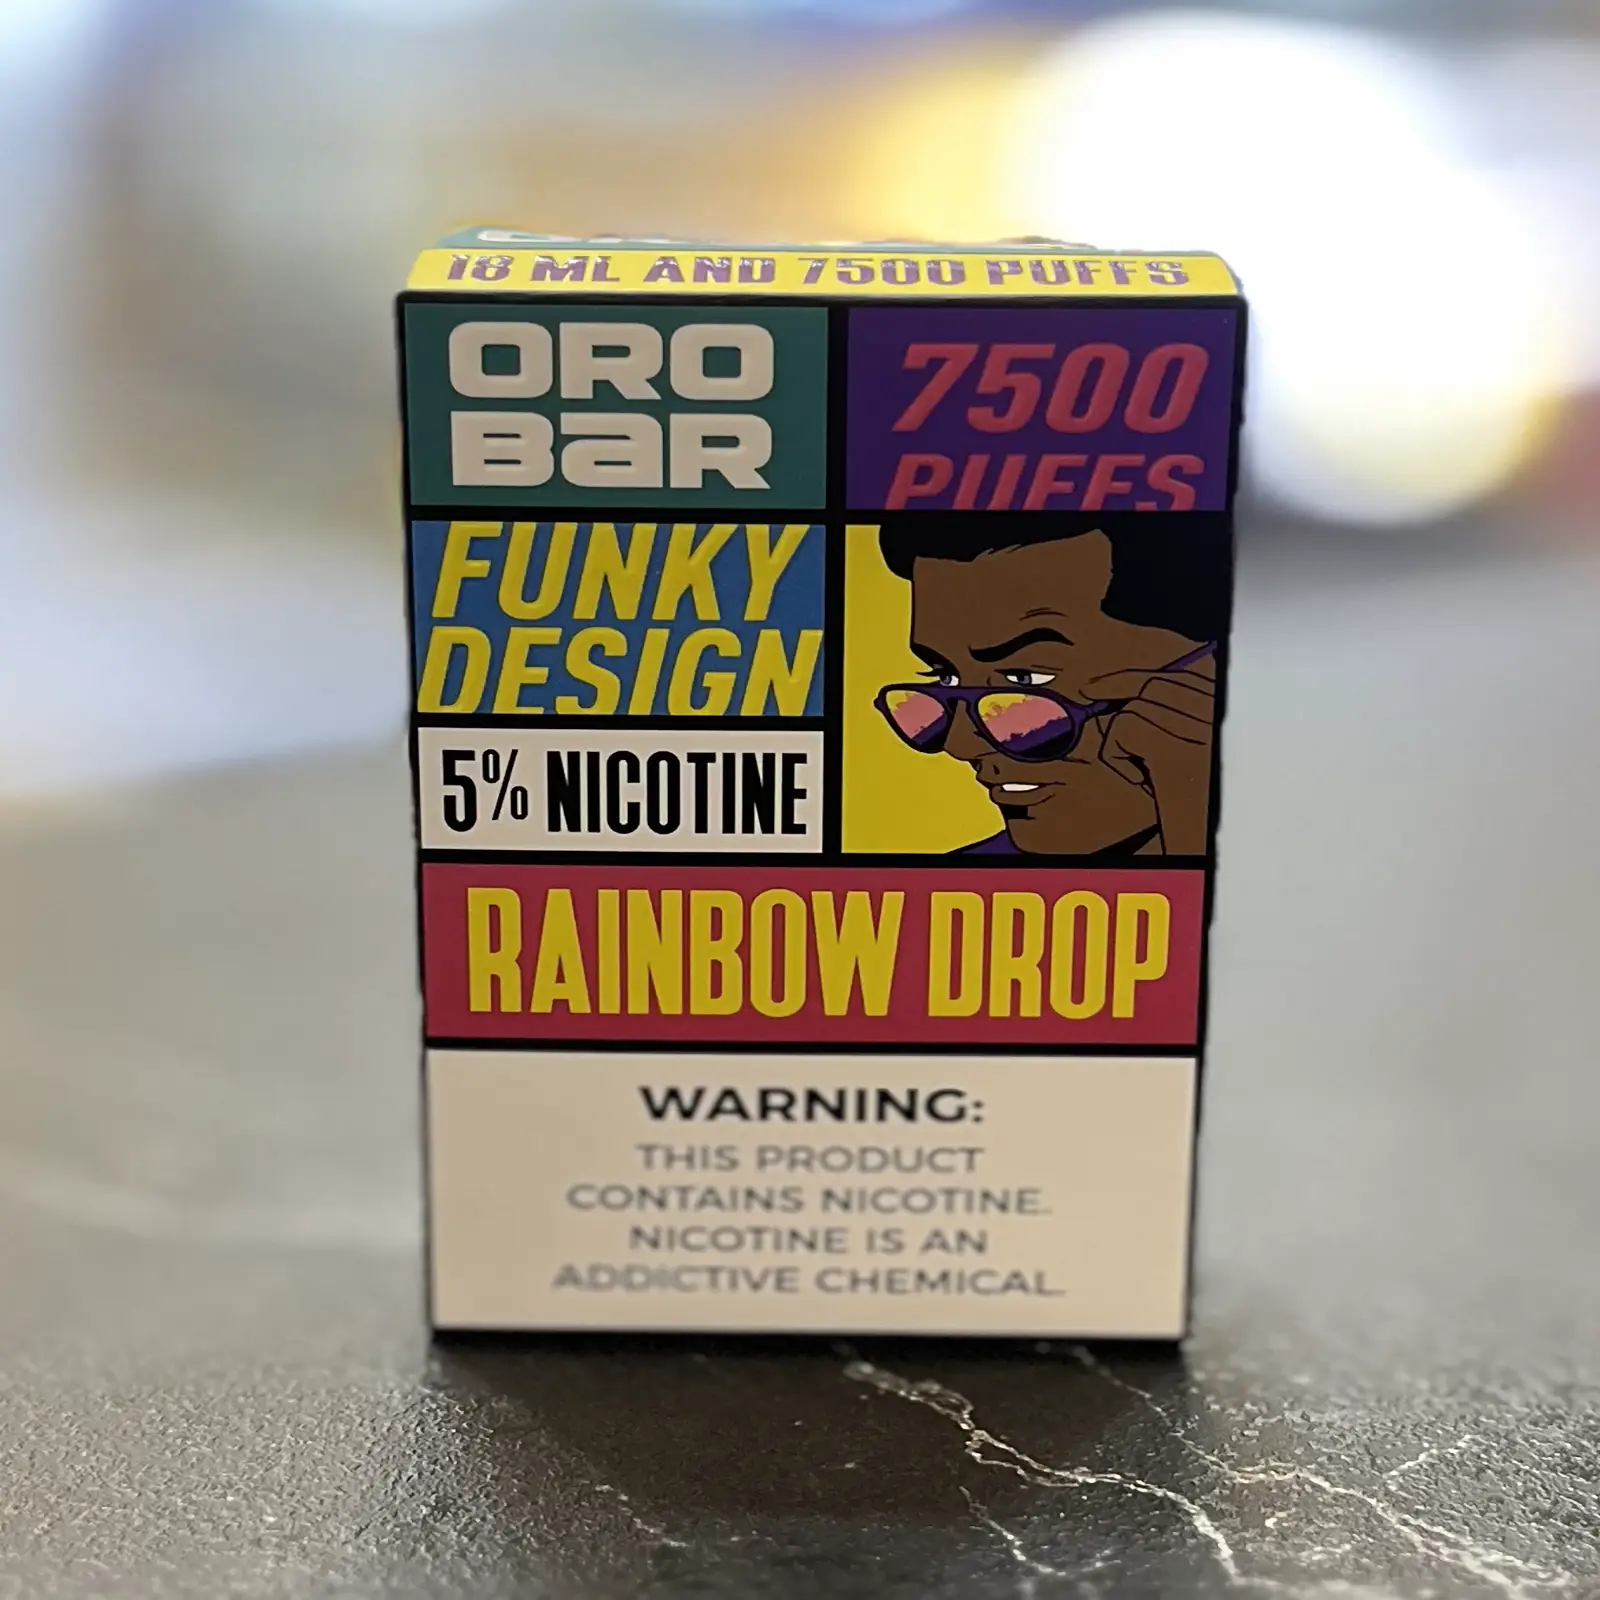 18 ML AND 7500 PUFFS
ORO
BAR
7500
PUFFS
FUNKY
DESIGN
5% NICOTINE
RAINBOW DROP
WARNING:
THIS PRODUCT
CONTAINS NICOTINE.
NICOTINE IS AN
ADDICTIVE CHEMICAL.